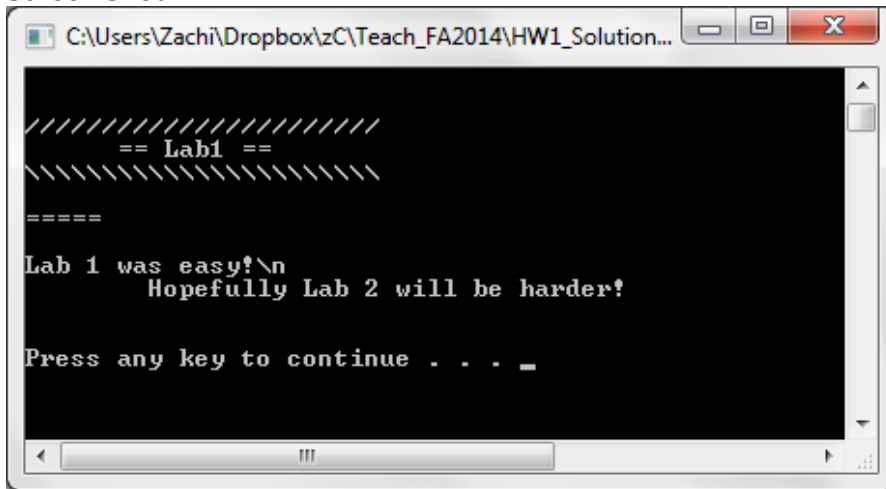 C:\Users\Zachi\Dropbox\zC\Teach_FA2014\HW1_Solution...
///////////////////////
== Lab1 ==
\\\\\\\\\\\\\\\\\\\\\\\
=====
Lab 1 was easy!\n
Hopefully Lab 2 will be harder!
Press any key to continue . . . _